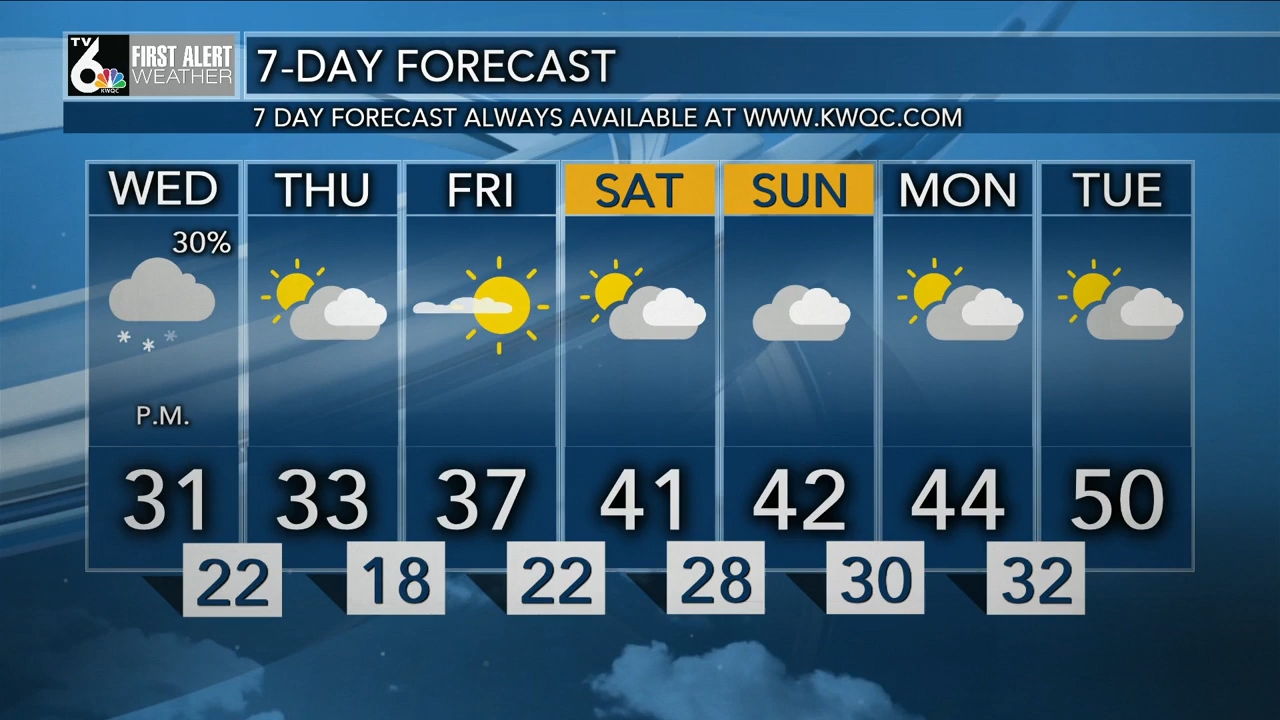 TV
6
KWQC
FIRST ALERT
WEATHER
7-DAY FORECAST
7 DAY FORECAST ALWAYS AVAILABLE AT WWW.KWQC.COM
WED THU FRI SAT SUN MON TUE
30%
P.M.
31 33 37 41 42 44 50
22 18 22 28 30 32